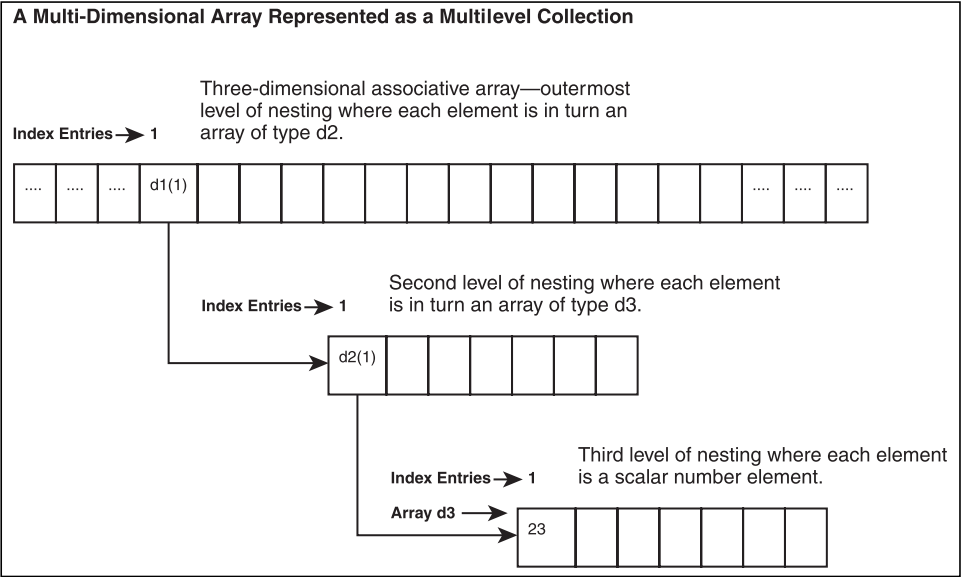 A Multi-Dimensional Array Represented as a Multilevel Collection
Three-dimensional associative array—outermost
level of nesting where each element is in turn an
array of type d2.
Index Entries 1
.... .... .... d1(1) .... .... ....
Second level of nesting where each element
is in turn an array of type d3.
Index Entries 1
d2(1)
Third level of nesting where each element
is a scalar number element.
Index Entries 1
Array d3
23